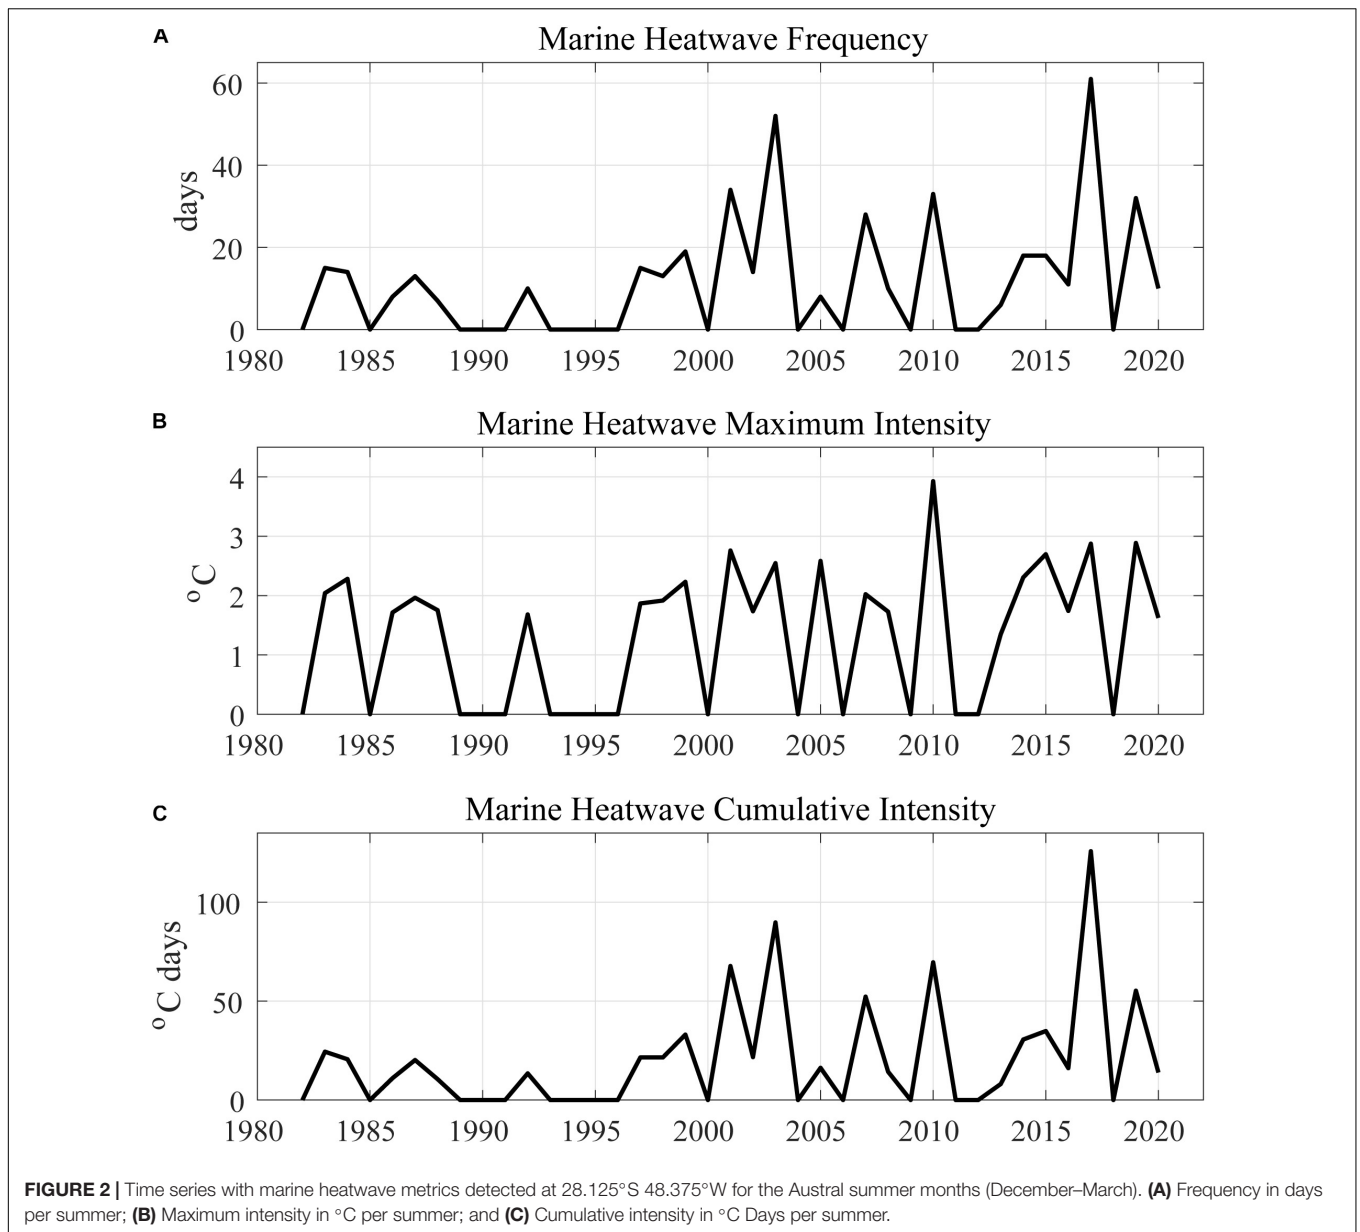 A
Marine Heatwave Frequency
60
40
20
0
days
1980 1985 1990 1995 2000 2005 2010 2015 2020
B
Marine Heatwave Maximum Intensity
4
3
2
1
0
°C
1980 1985 1990 1995 2000 2005 2010 2015 2020
C
Marine Heatwave Cumulative Intensity
100
50
0
°C days
1980 1985 1990 1995 2000 2005 2010 2015 2020
FIGURE 2 | Time series with marine heatwave metrics detected at 28.125°S 48.375°W for the Austral summer months (December–March). (A) Frequency in days
per summer; (B) Maximum intensity in °C per summer; and (C) Cumulative intensity in °C Days per summer.